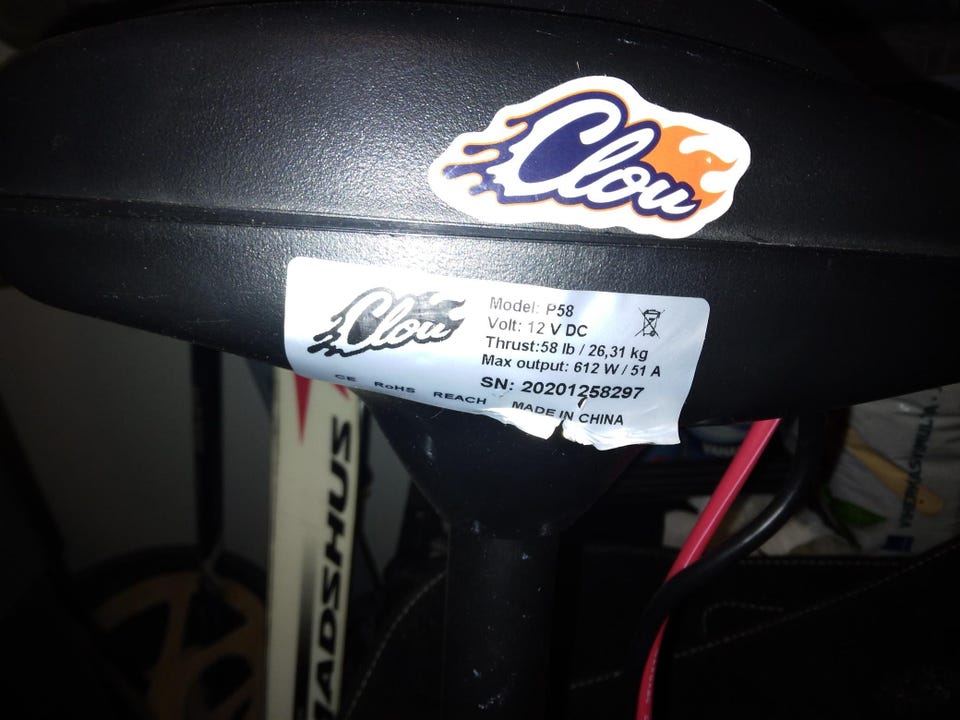 Clou
Clou
Model: P58
Volt: 12 V DC
Thrust:58 lb / 26,31 kg
Max output: 612 W / 51 A
SN: 20201258297
CE RoHS REACH MADE IN CHINA
MADSHUS